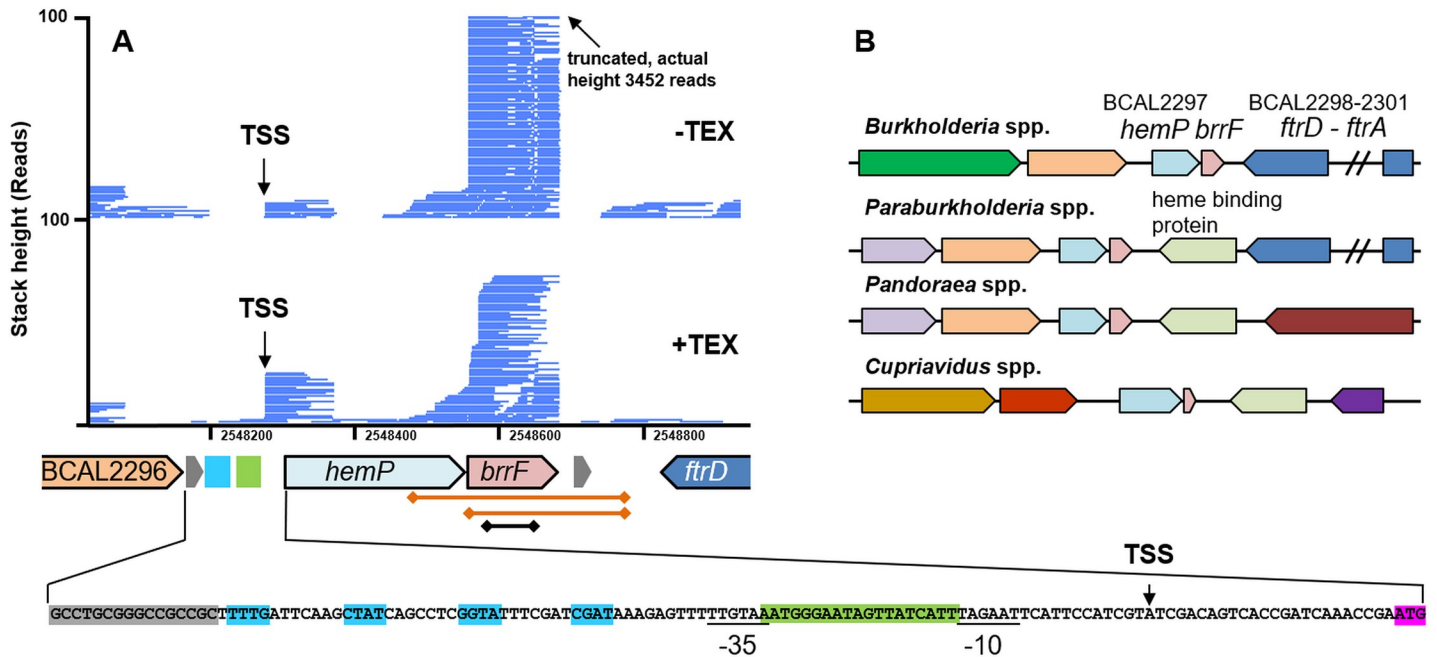 100
A
truncated, actual
height 3452 reads
TSS
-TEX
Stack height (Reads)
100
TSS
+TEX
2548200
2548400
2548600
2548800
BCAL2296
hemP
brrF
ftrD
B
BCAL2297
BCAL2298-2301
Burkholderia spp.
hemP brrF
ftrD - ftrA
Paraburkholderia spp.
heme binding
protein
Pandoraea spp.
Cupriavidus spp.
TSS
GCCTGCGGGCCGCCGCTTTTGATTCAAGCTATCAGCCTCGGTATTTCGATCGATAAAGAGTTTTTGTAAATGGGAATAGTTATCATTTAGAATTCATTCCATCGTATCGACAGTCACCGATCAAACCGAATG
-35
-10